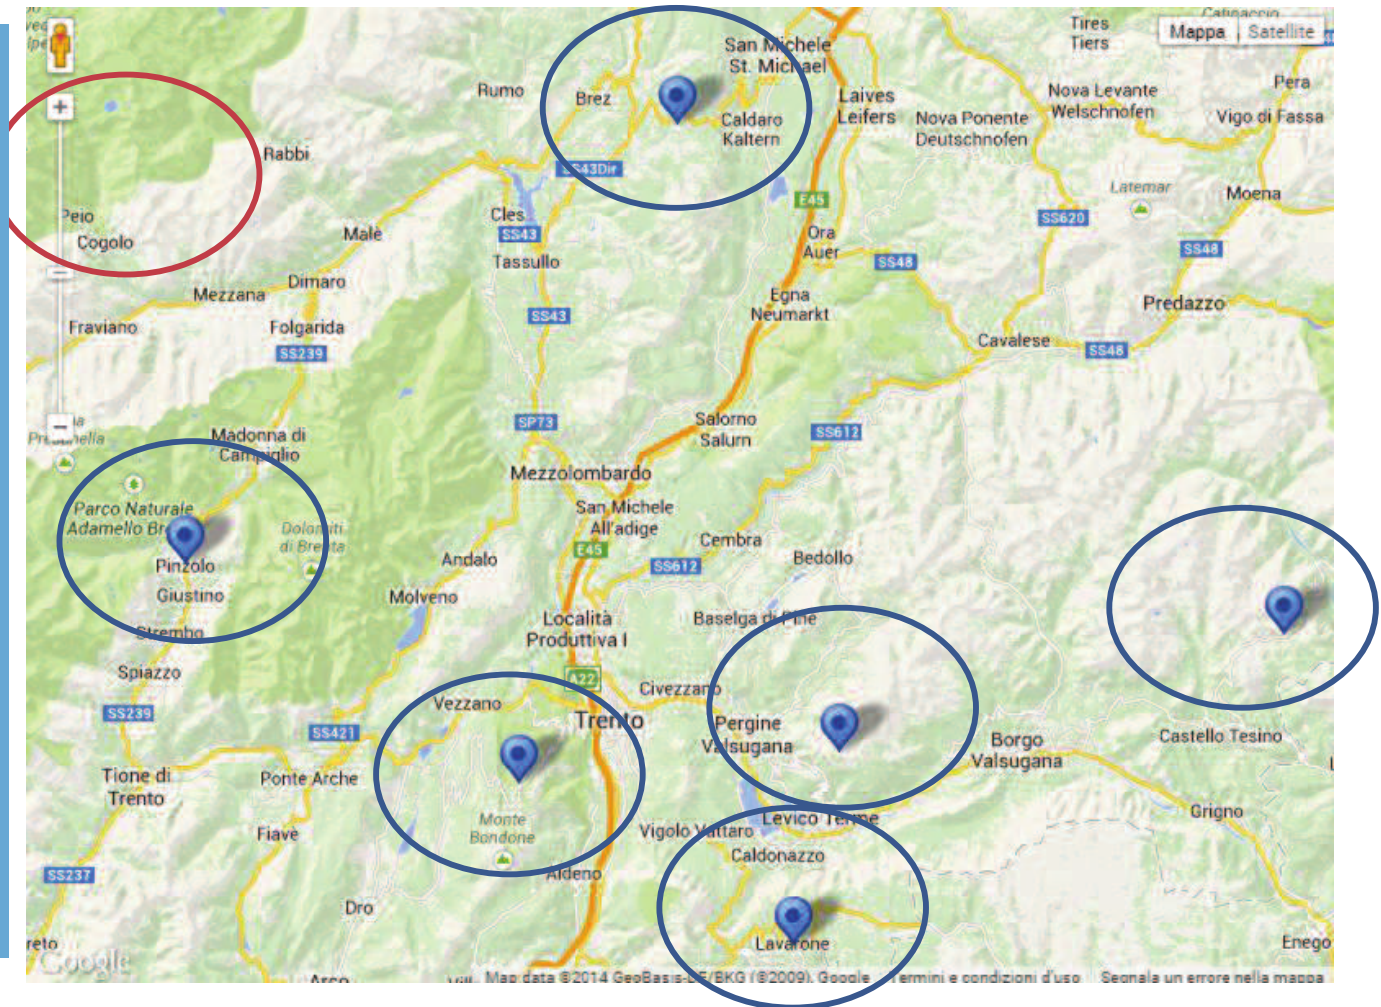 Catinaccio
Tires
Tiers
Mappa
Satellite
San Michele
St. Michael
Pera
Rumo
Brez
Laives
Leifers
Nova Levante
Welschnofen
Nova Ponente
Deutschnofen
Vigo di Fassa
Caldaro
Kaltern
Rabbi
SS43Dir
Latemar
Moena
E45
Peio
Cles
SS620
Cogolo
Malè
SS43
Ora
Auer
SS48
SS48
Tassullo
Dimaro
Mezzana
Egna
Neumarkt
Predazzo
Fraviano
Folgarida
SS43
Cavalese
SS48
SS239
Salorno
Salurn
SP73
SS612
Madonna di
Campiglio
Mezzolombardo
Parco Naturale
Adamello Br
San Michele
All'adige
Dolomiti
di Brenta
E45
Cembra
Bedollo
Andalo
SS612
Pinzolo
Giustino
Molveno
Località
Produttiva I
Baselga di Pine
Strembo
Spiazzo
A22
Civezzano
Vezzano
SS239
Trento
Pergine
Valsugana
SS421
Borgo
Valsugana
Castello Tesino
Tione di
Trento
Ponte Arche
Monte
Bondone
Grigno
Fiavè
Vigolo Vattaro
Levico Terme
Caldonazzo
SS237
Aldeno
Dro
reto
Lavarone
Enego
Google
Arco
Map data ©2014 GeoBasis-DE/BKG (©2009), Google
Termini e condizioni d'uso
Segnala un errore nella mappa